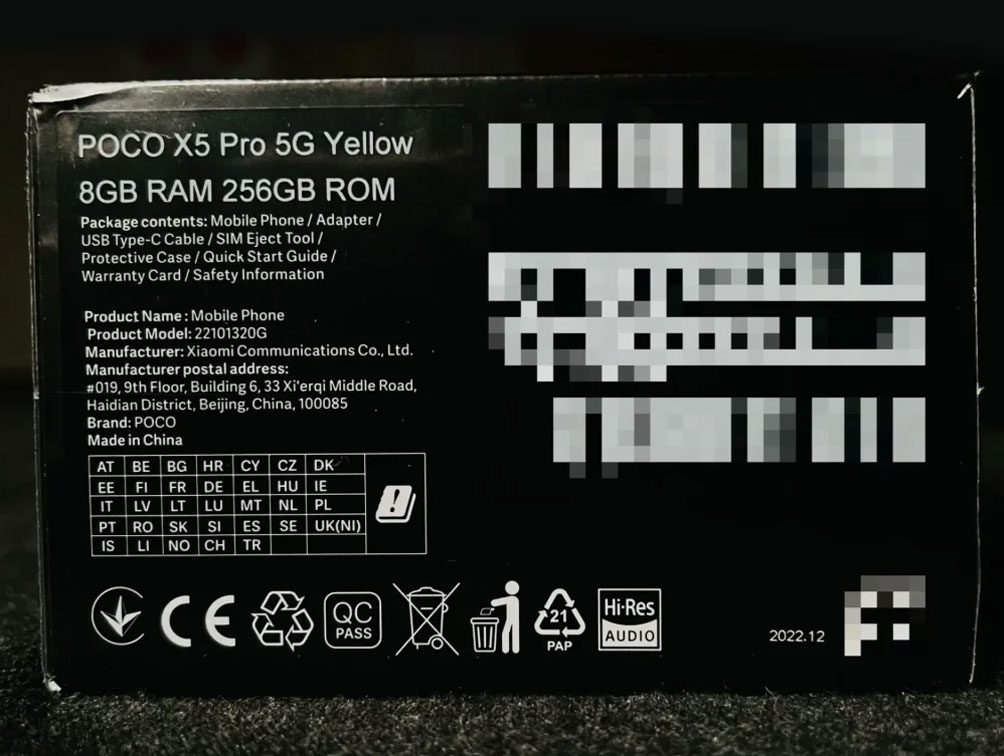 POCO X5 Pro 5G Yellow
8GB RAM 256GB ROM
Package contents: Mobile Phone / Adapter /
USB Type-C Cable / SIM Eject Tool /
Protective Case / Quick Start Guide /
Warranty Card / Safety Information
Product Name : Mobile Phone
Product Model: 22101320G
Manufacturer: Xiaomi Communications Co., Ltd.
Manufacturer postal address:
#019, 9th Floor, Building 6, 33 Xi'erqi Middle Road,
Haidian District, Beijing, China, 100085
Brand: POCO
Made in China
AT BE BG HR CY CZ DK
EE FI FR DE EL HU IE
IT LV LT LU MT NL PL
PT RO SK SI ES SE UK(NI)
IS LI NO CH TR
CE
QC
PASS
21
PAP
Hi-Res
AUDIO
2022.12